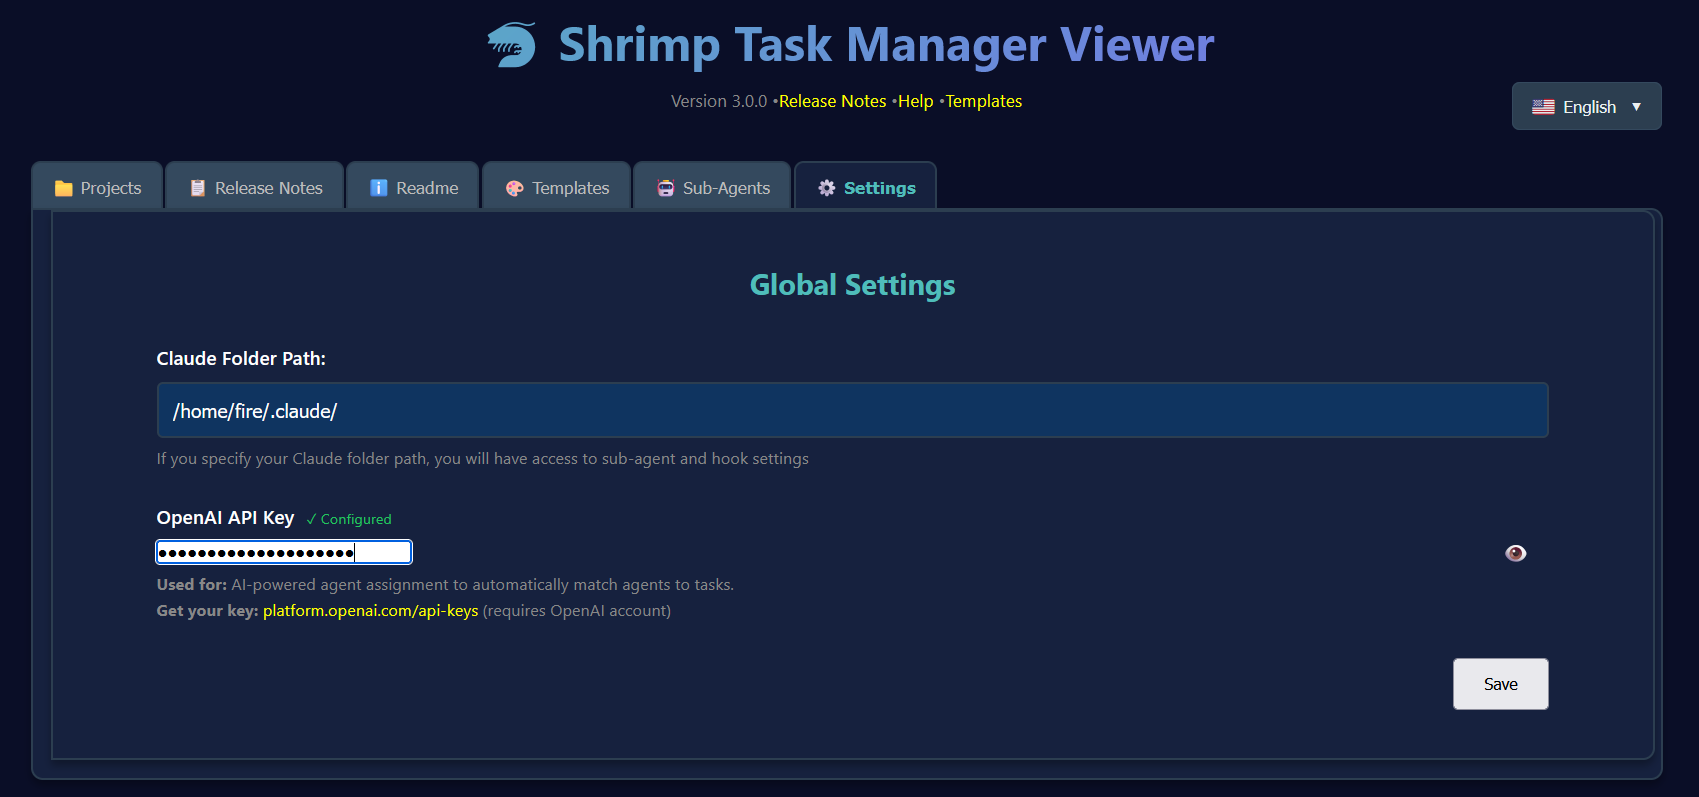 Shrimp Task Manager Viewer
Version 3.0.0 •Release Notes •Help •Templates
English ▼
Projects
Release Notes
Readme
Templates
Sub-Agents
Settings
Global Settings
Claude Folder Path:
/home/fire/.claude/
If you specify your Claude folder path, you will have access to sub-agent and hook settings
OpenAI API Key ✓ Configured
••••••••••••••••••••
Used for: AI-powered agent assignment to automatically match agents to tasks.
Get your key: platform.openai.com/api-keys (requires OpenAI account)
Save